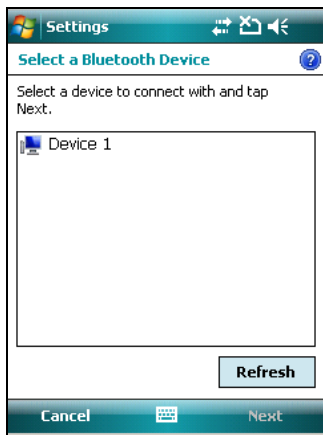 Settings
Select a Bluetooth Device ?
Select a device to connect with and tap
Next.
Device 1
Refresh
Cancel Next